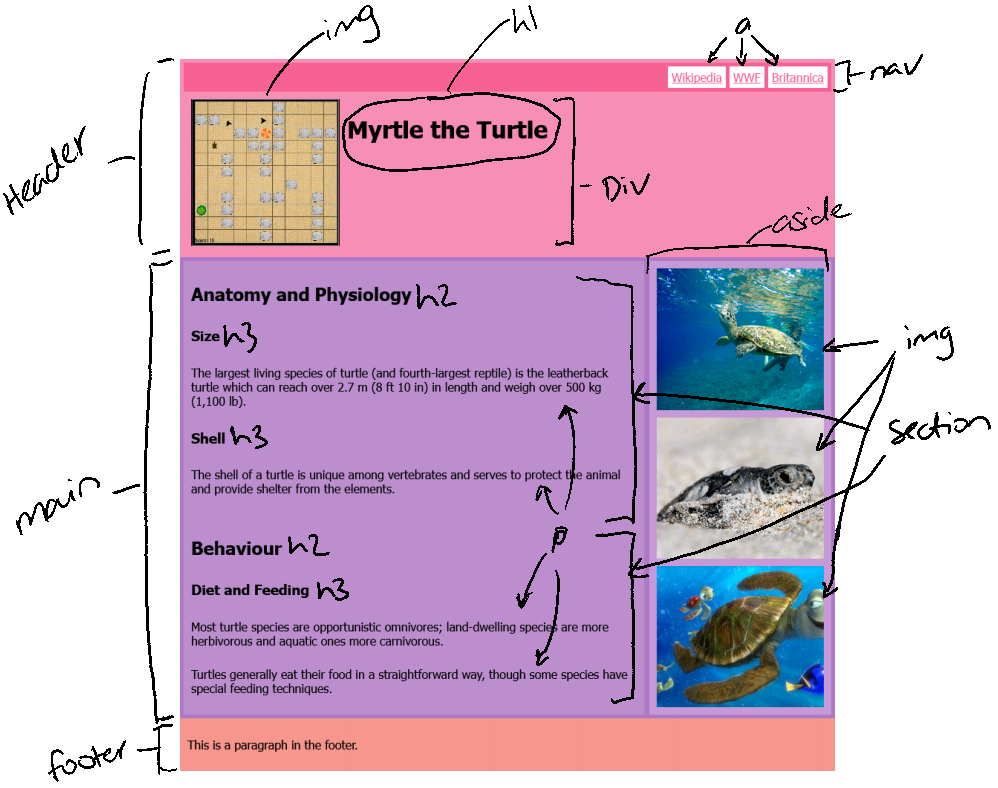 img
h1
a
Wikipedia WWF Britannica
nav
Header
Myrtle the Turtle
Div
aside
main
Anatomy and Physiology h2
Size h3
The largest living species of turtle (and fourth-largest reptile) is the leatherback
turtle which can reach over 2.7 m (8 ft 10 in) in length and weigh over 500 kg
(1,100 lb).
img
section
Shell h3
The shell of a turtle is unique among vertebrates and serves to protect the animal
and provide shelter from the elements.
p
Behaviour h2
Diet and Feeding h3
Most turtle species are opportunistic omnivores; land-dwelling species are more
herbivorous and aquatic ones more carnivorous.
Turtles generally eat their food in a straightforward way, though some species have
special feeding techniques.
footer
This is a paragraph in the footer.